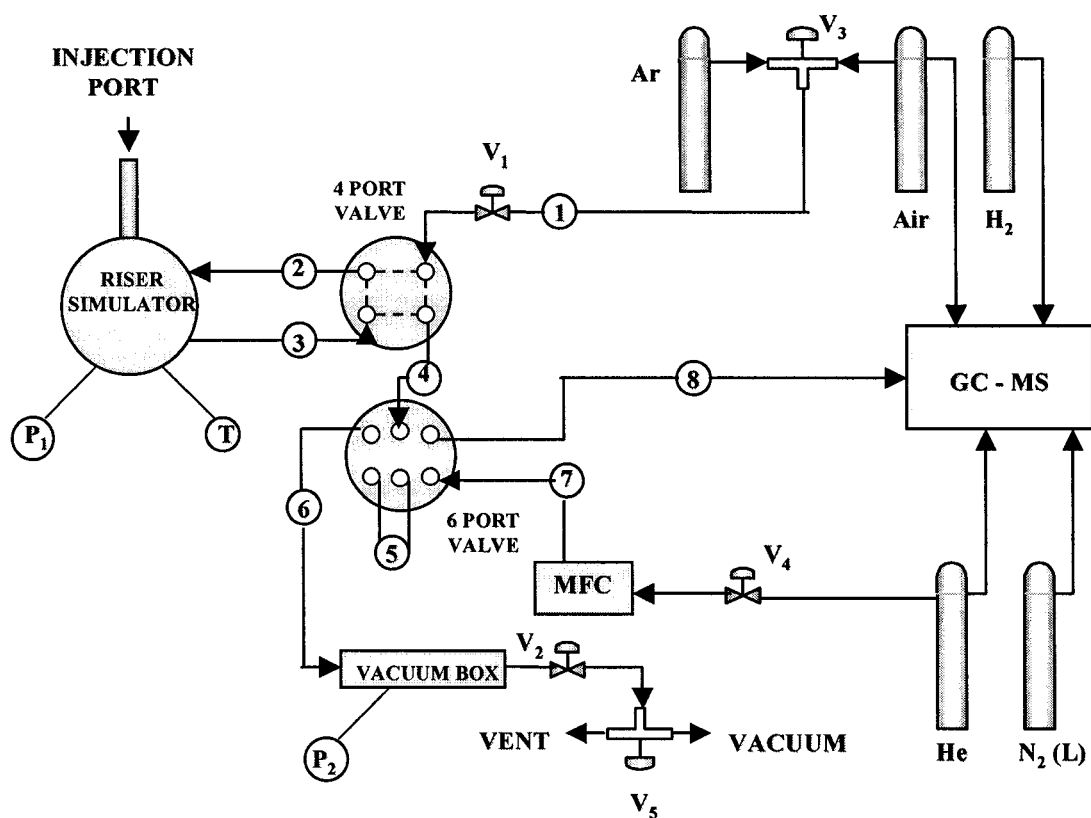 INJECTION
PORT
Ar
V3
Air
H2
V1
4 PORT
VALVE
1
RISER
SIMULATOR
2
3
4
P1
T
8
GC - MS
7
6
5
6 PORT
VALVE
MFC
V4
V2
VACUUM BOX
P2
VENT
VACUUM
V5
He
N2 (L)